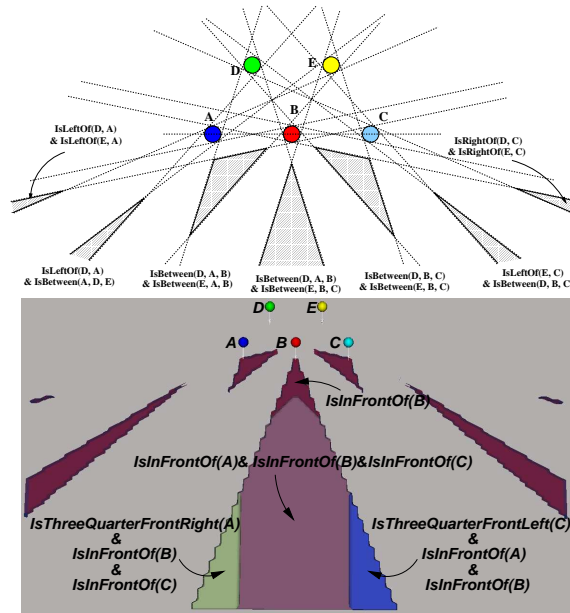 D
E
A
B
C
IsLeftOf(D, A)
& IsLeftOf(E, A)
IsRightOf(D, C)
& IsRightOf(E, C)
IsLeftOf(D, A)
& IsBetween(A, D, E)
IsBetween(D, A, B)
& IsBetween(E, A, B)
IsBetween(D, A, B)
& IsBetween(E, B, C)
IsBetween(D, B, C)
& IsBetween(E, B, C)
IsLeftOf(E, C)
& IsBetween(D, B, C)
D
E
A
B
C
IsInFrontOf(B)
IsInFrontOf(A)& IsInFrontOf(B)&IsInFrontOf(C)
IsThreeQuarterFrontRight(A)
&
IsInFrontOf(B)
&
IsInFrontOf(C)
IsThreeQuarterFrontLeft(C)
&
IsInFrontOf(A)
&
IsInFrontOf(B)